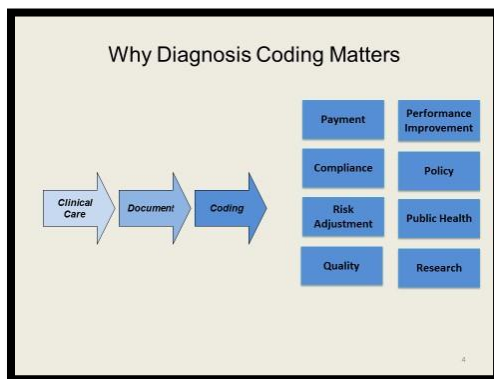 Why Diagnosis Coding Matters
Clinical
Care
Document
Coding
Payment
Performance
Improvement
Compliance
Policy
Risk
Adjustment
Public Health
Quality
Research
4